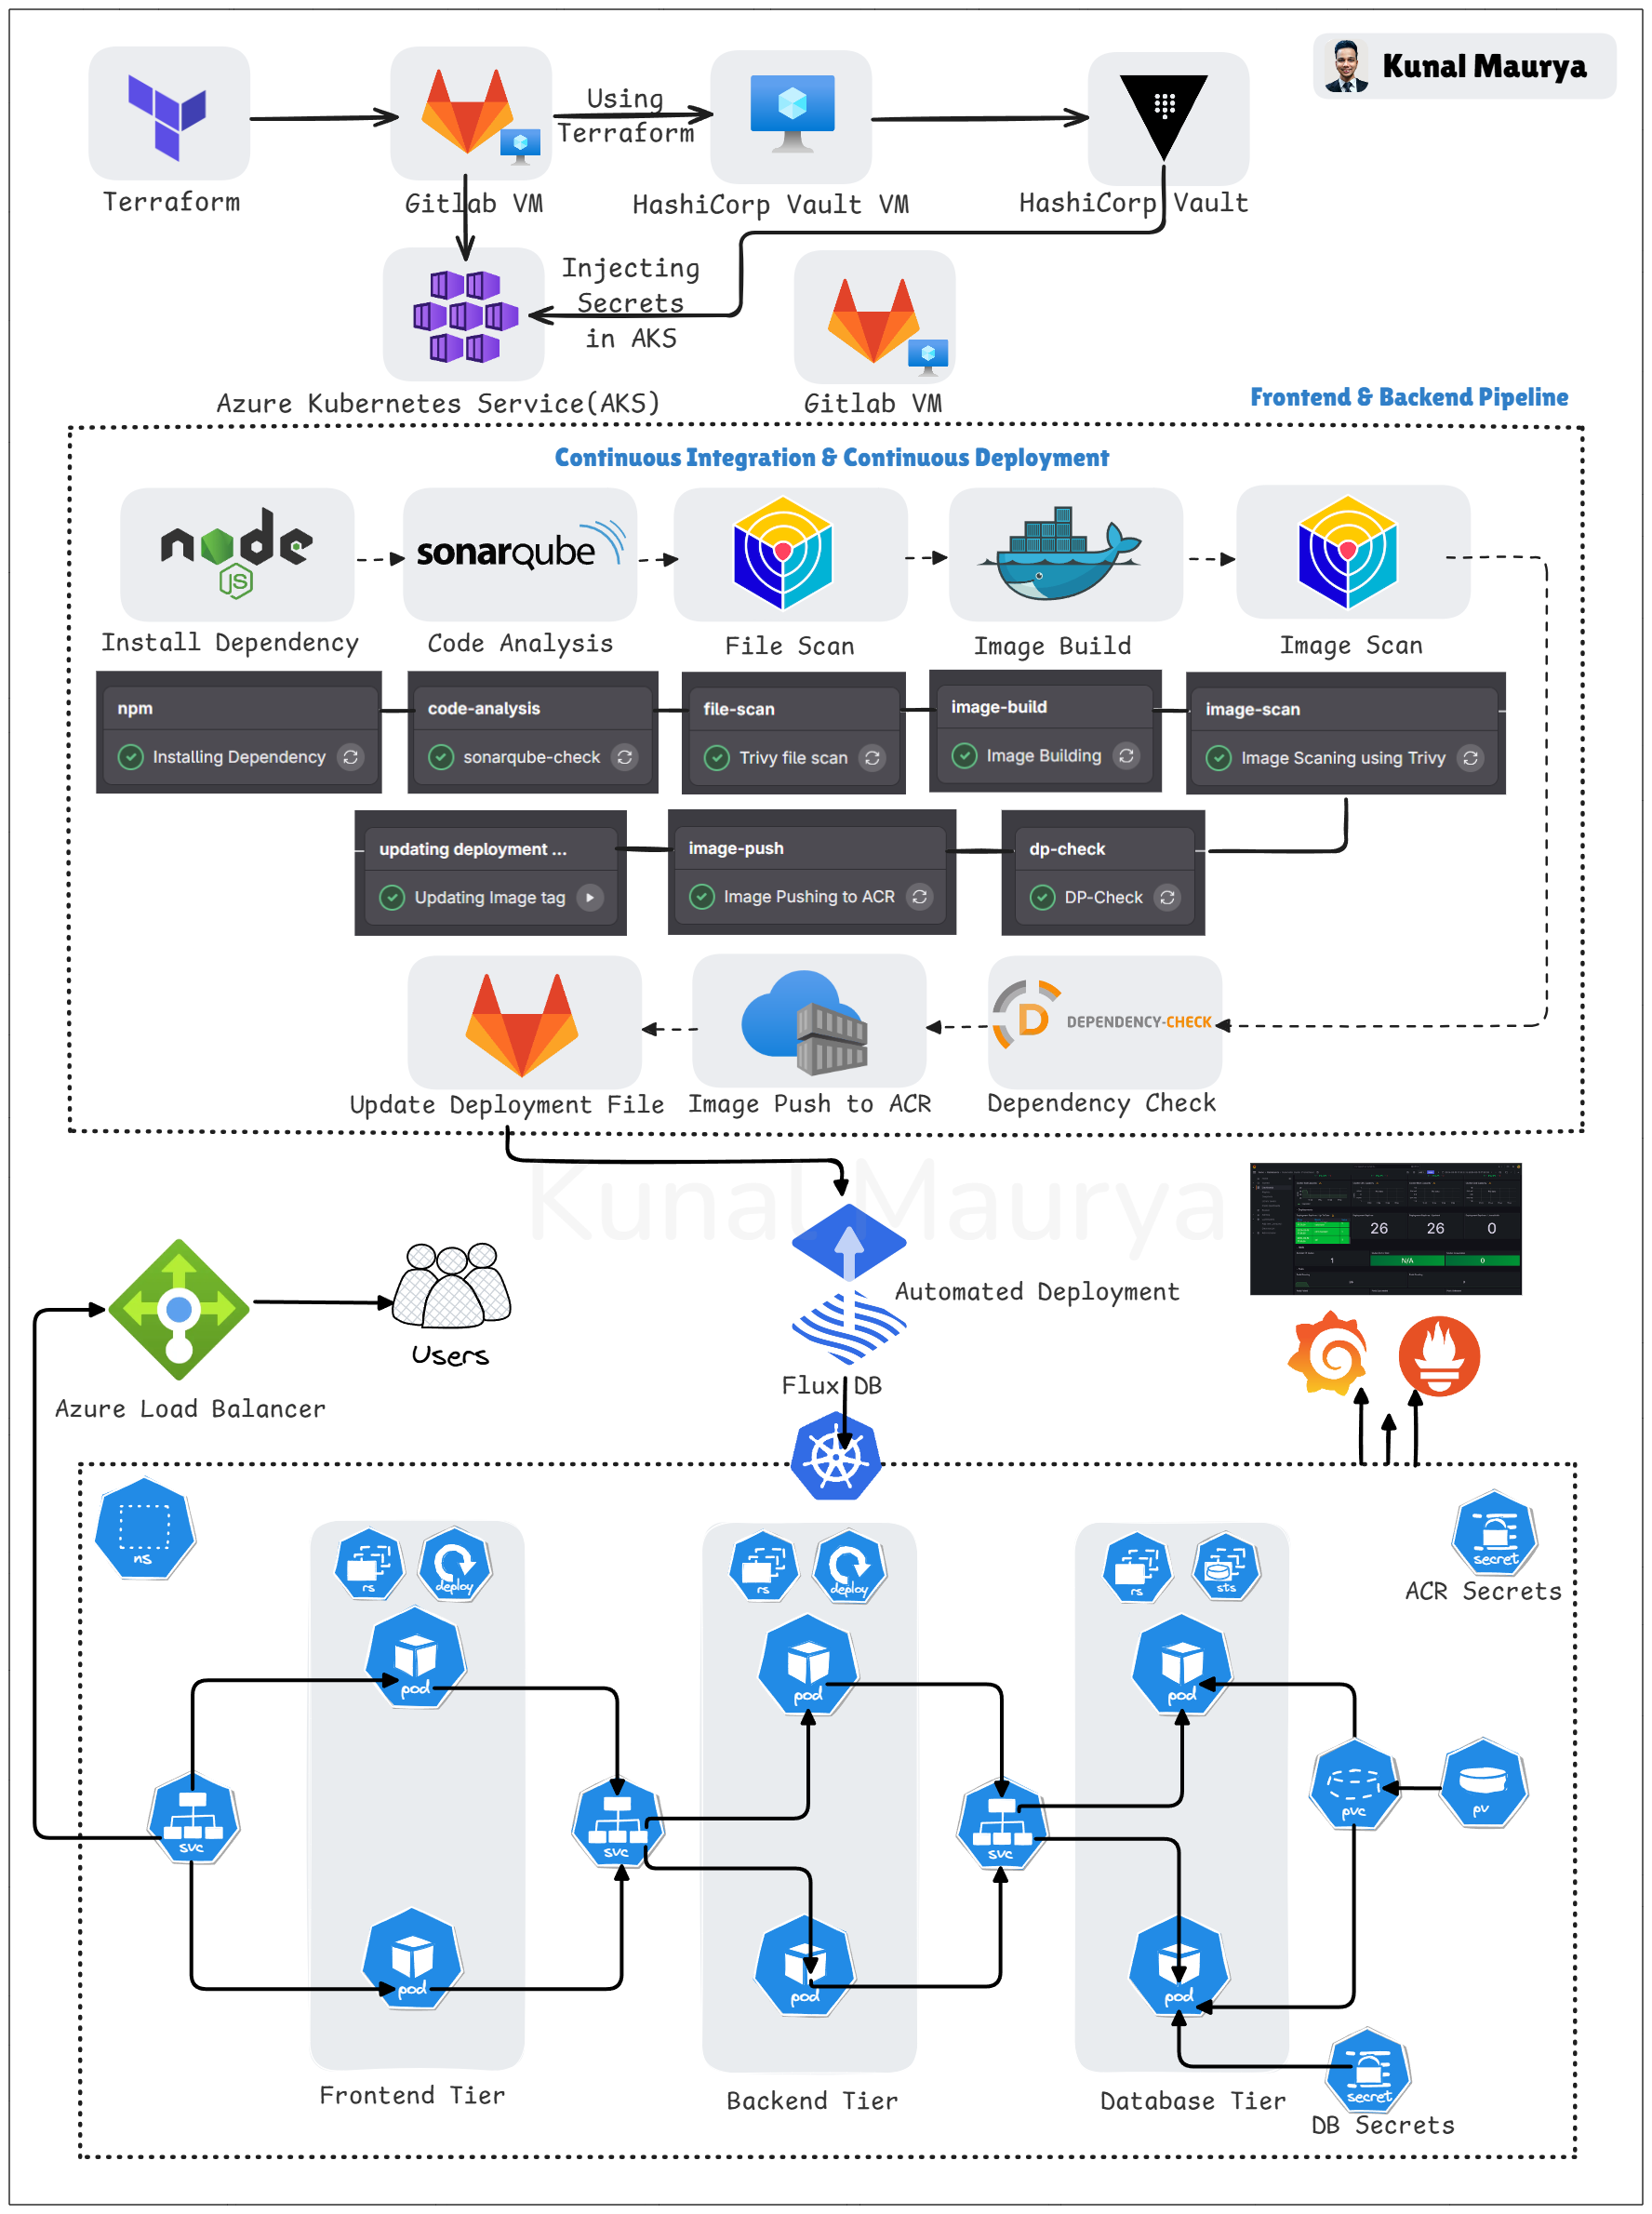 Kunal Maurya
Using
Terraform
Terraform
Gitlab VM
HashiCorp Vault VM
HashiCorp Vault
Injecting
Secrets
in AKS
Azure Kubernetes Service(AKS)
Gitlab VM
Frontend & Backend Pipeline
Continuous Integration & Continuous Deployment
node
JS
sonarqube
Install Dependency
Code Analysis
File Scan
Image Build
Image Scan
npm
Installing Dependency
code-analysis
sonarqube-check
file-scan
Trivy file scan
image-build
Image Building
image-scan
Image Scaning using Trivy
updating deployment ...
Updating Image tag
image-push
Image Pushing to ACR
dp-check
DP-Check
D
DEPENDENCY-CHECK
Update Deployment File
Image Push to ACR
Dependency Check
Kunal Maurya
26
26
0
1
N/A
0
Automated Deployment
Users
Flux DB
Azure Load Balancer
ns
rs
deploy
rs
deploy
rs
sts
secret
ACR Secrets
pod
pod
pod
svc
svc
svc
pvc
pv
pod
pod
pod
secret
Frontend Tier
Backend Tier
Database Tier
DB Secrets